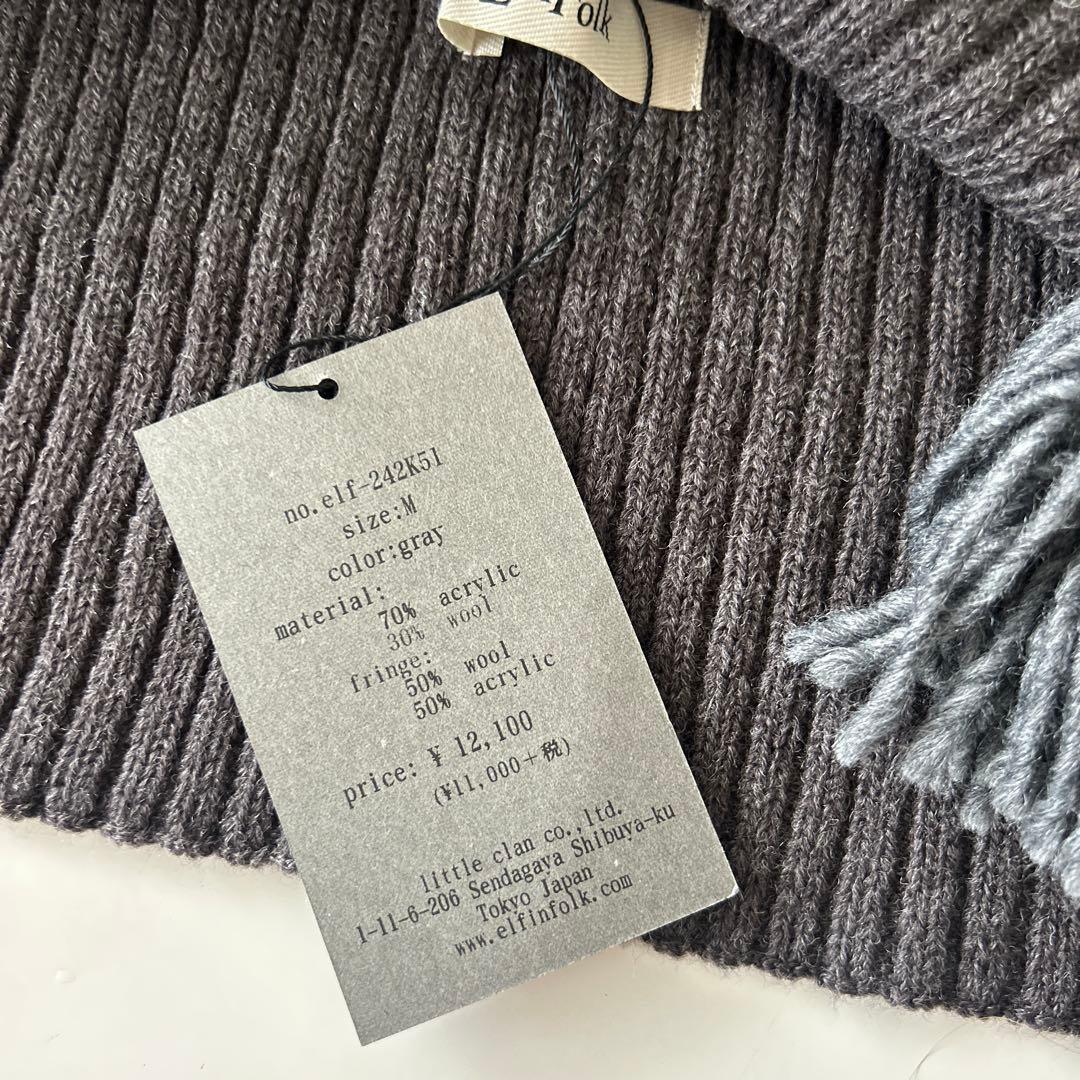 Folk
no.elf-242K51
size:M
color:gray
material:
70% acrylic
30% wool
fringe:
50% wool
50% acrylic
price: ¥ 12,100
(¥11,000+税)
little clan co.,ltd.
1-11-6-206 Sendagaya Shibuya-ku
Tokyo Japan
www.elfinfolk.com